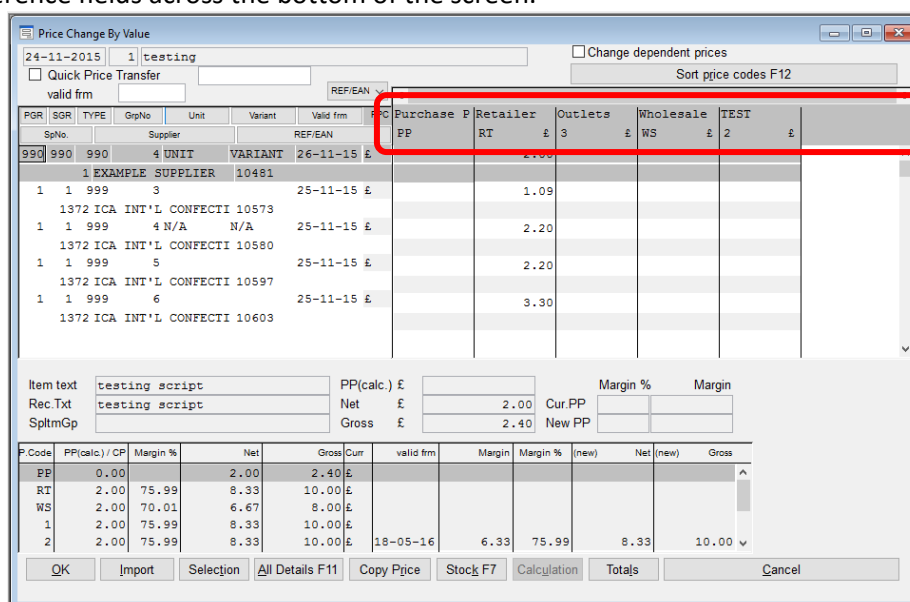 erence fields across the bottom of the screen.
Price Change By Value
24-11-2015 1 testing
Change dependent prices
Quick Price Transfer
Sort price codes F12
valid frm
REF/EAN
PGR SGR TYPE GrpNo Unit Variant Valid frm PC Purchase P Retailer Outlets Wholesale TEST
SpNo. Supplier REF/EAN PP RT £ 3 £ WS £ 2 £
990 990 990 4 UNIT VARIANT 26-11-15 £ 2.00
1 EXAMPLE SUPPLIER 10481
1 1 999 3 25-11-15 £ 1.09
1372 ICA INT'L CONFECTI 10573
1 1 999 4 N/A N/A 25-11-15 £ 2.20
1372 ICA INT'L CONFECTI 10580
1 1 999 5 25-11-15 £ 2.20
1372 ICA INT'L CONFECTI 10597
1 1 999 6 25-11-15 £ 3.30
1372 ICA INT'L CONFECTI 10603
Item text testing script PP(calc.) £ Margin % Margin
Rec.Txt testing script Net £ 2.00 Cur.PP
SpltmGp Gross £ 2.40 New PP
P.Code PP(calc.) / CP Margin % Net Gross Curr valid frm Margin Margin % (new) Net (new) Gross
PP 0.00 2.00 2.40 £
RT 2.00 75.99 8.33 10.00 £
WS 2.00 70.01 6.67 8.00 £
1 2.00 75.99 8.33 10.00 £
2 2.00 75.99 8.33 10.00 £ 18-05-16 6.33 75.99 8.33 10.00
OK Import Selection All Details F11 Copy Price Stock F7 Calculation Totals Cancel